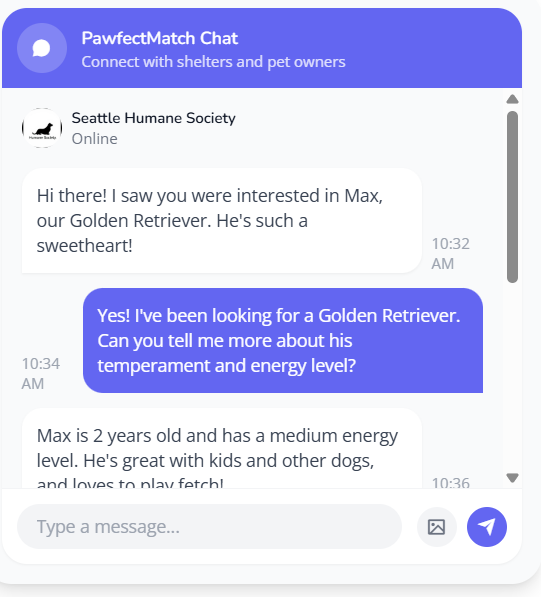 PawfectMatch Chat
Connect with shelters and pet owners
Seattle Humane Society
Online
Hi there! I saw you were interested in Max,
our Golden Retriever. He's such a
sweetheart!
10:32
AM
Yes! I've been looking for a Golden Retriever.
Can you tell me more about his
temperament and energy level?
10:34
AM
Max is 2 years old and has a medium energy
level. He's great with kids and other dogs,
and loves to play fetch!
10:36
Type a message...